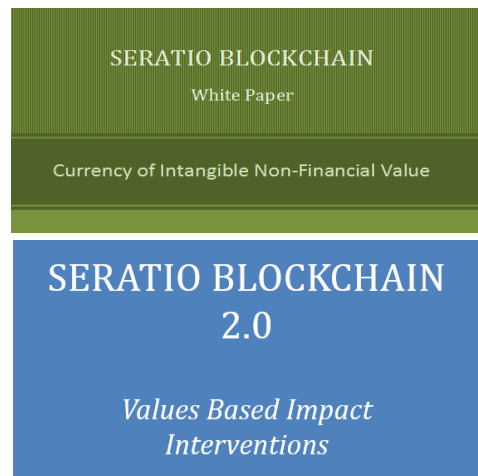 SERATIO BLOCKCHAIN
White Paper
Currency of Intangible Non-Financial Value
SERATIO BLOCKCHAIN
2.0
Values Based Impact
Interventions